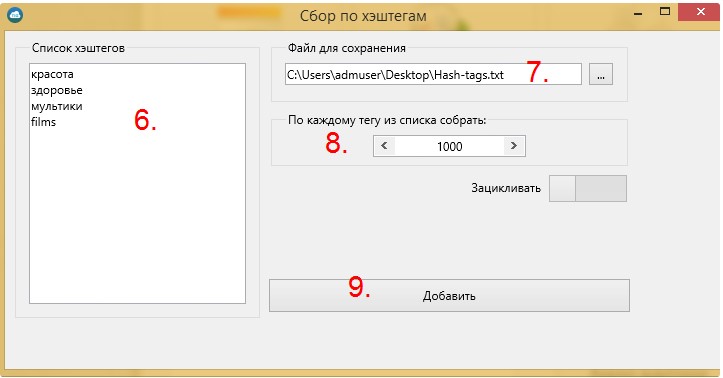 Сбор по хэштегам
Список хэштегов
красота
здоровье
мультики
films
6.
Файл для сохранения
C:\Users\admuser\Desktop\Hash-tags.txt
7.
...
По каждому тегу из списка собрать:
8.
< 1000 >
Зацикливать
9.
Добавить